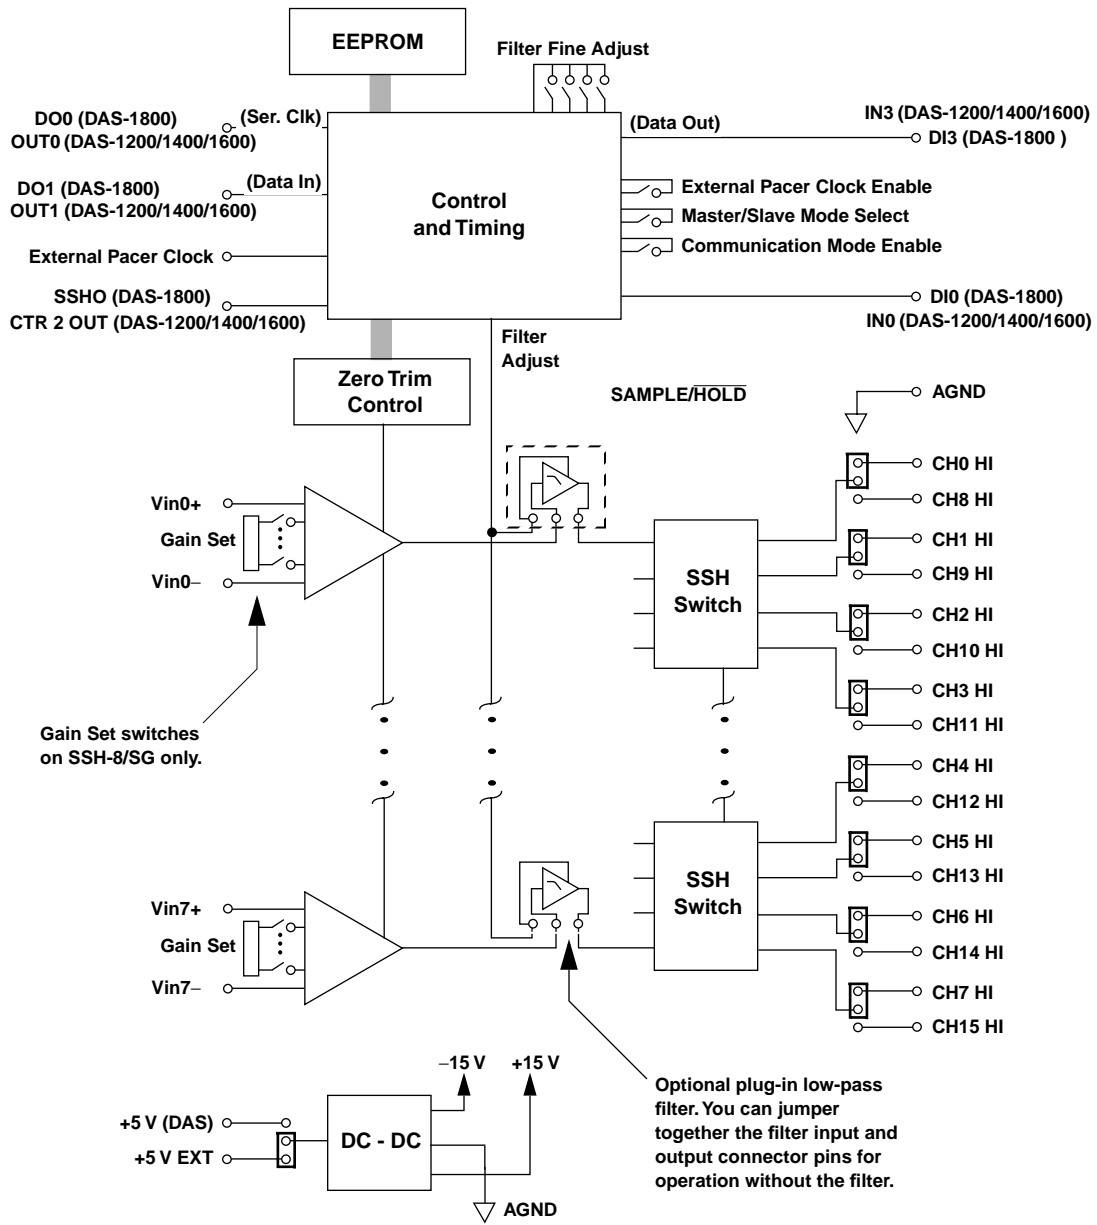 EEPROM
Filter Fine Adjust
DO0 (DAS-1800)
OUT0 (DAS-1200/1400/1600)
(Ser. Clk)
(Data Out)
IN3 (DAS-1200/1400/1600)
DI3 (DAS-1800 )
DO1 (DAS-1800)
OUT1 (DAS-1200/1400/1600)
(Data In)
Control
and Timing
External Pacer Clock Enable
Master/Slave Mode Select
Communication Mode Enable
External Pacer Clock
SSHO (DAS-1800)
CTR 2 OUT (DAS-1200/1400/1600)
DI0 (DAS-1800)
IN0 (DAS-1200/1400/1600)
Filter
Adjust
Zero Trim
Control
SAMPLE/HOLD
AGND
CH0 HI
CH8 HI
CH1 HI
CH9 HI
CH2 HI
CH10 HI
CH3 HI
CH11 HI
Vin0+
Gain Set
Vin0–
SSH
Switch
Gain Set switches
on SSH-8/SG only.
CH4 HI
CH12 HI
CH5 HI
CH13 HI
CH6 HI
CH14 HI
CH7 HI
CH15 HI
Vin7+
Gain Set
Vin7–
SSH
Switch
–15 V
+15 V
+5 V (DAS)
+5 V EXT
DC - DC
AGND
Optional plug-in low-pass
filter. You can jumper
together the filter input and
output connector pins for
operation without the filter.